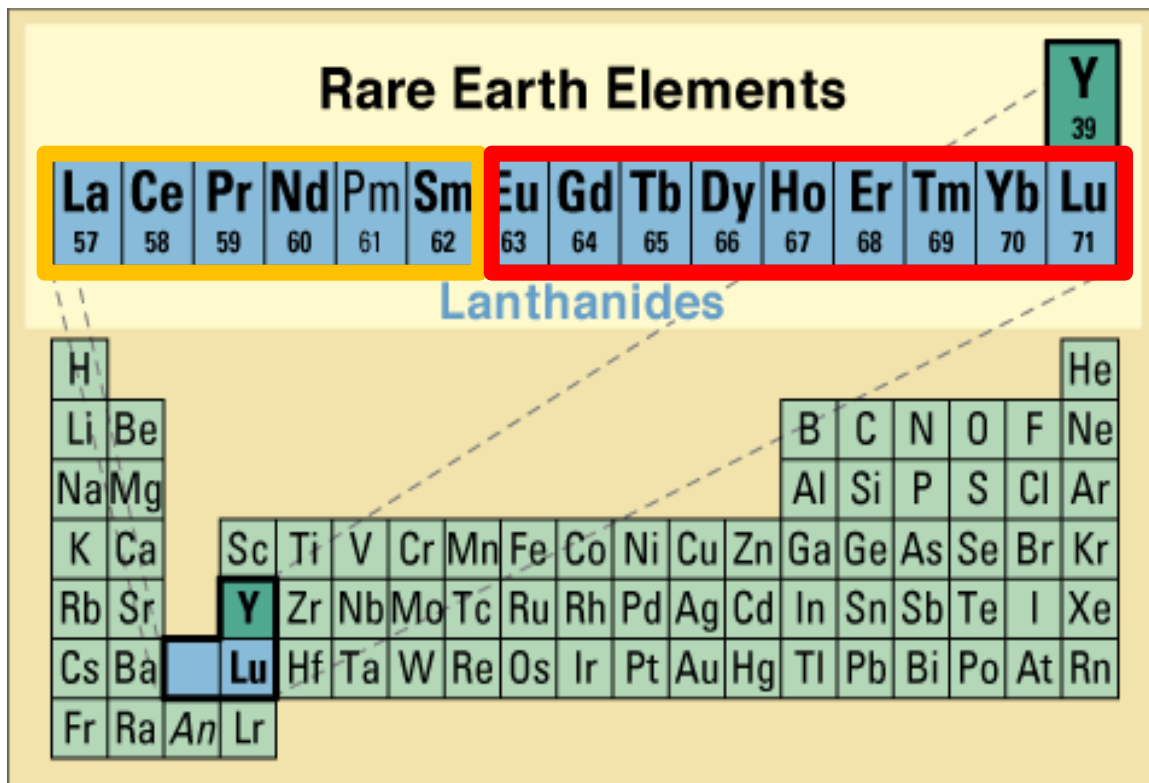 Rare Earth Elements
Y
39
La Ce Pr Nd Pm Sm Eu Gd Tb Dy Ho Er Tm Yb Lu
57 58 59 60 61 62 63 64 65 66 67 68 69 70 71
Lanthanides
H He
Li Be B C N O F Ne
Na Mg Al Si P S Cl Ar
K Ca Sc Ti V Cr Mn Fe Co Ni Cu Zn Ga Ge As Se Br Kr
Rb Sr Y Zr Nb Mo Tc Ru Rh Pd Ag Cd In Sn Sb Te I Xe
Cs Ba Lu Hf Ta W Re Os Ir Pt Au Hg Tl Pb Bi Po At Rn
Fr Ra An Lr